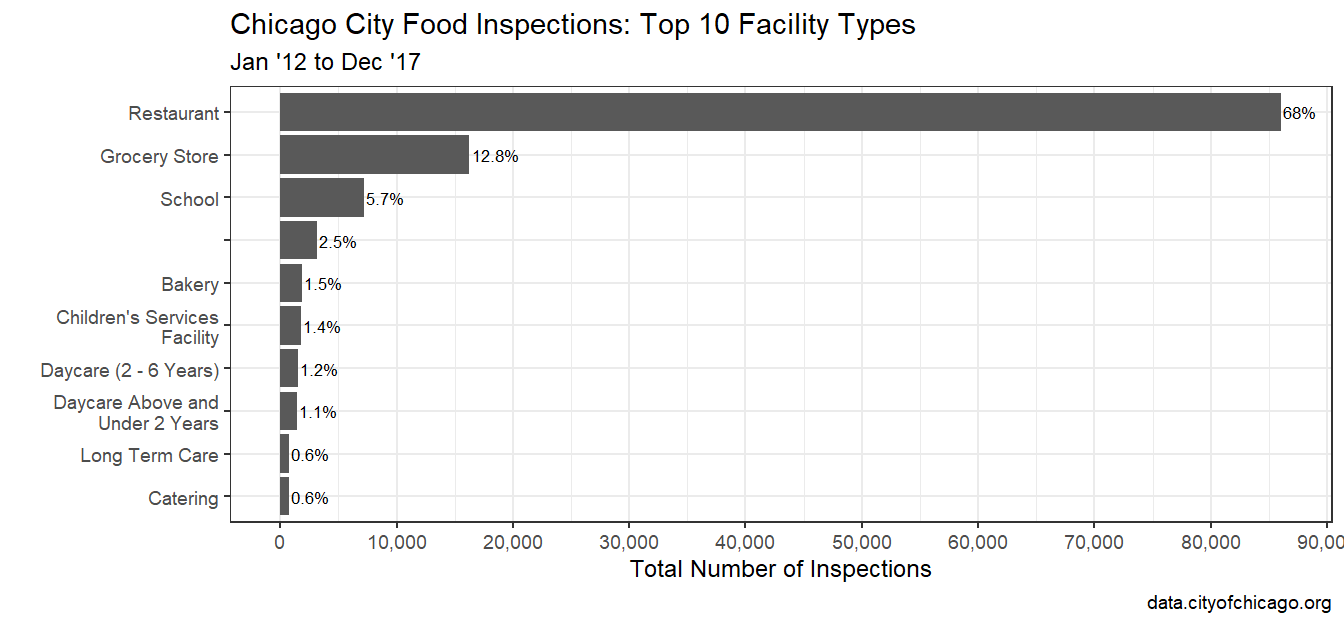 Chicago City Food Inspections: Top 10 Facility Types
Jan '12 to Dec '17
Restaurant
68%
Grocery Store
12.8%
School
5.7%
2.5%
Bakery
1.5%
Children's Services
Facility
1.4%
Daycare (2 - 6 Years)
1.2%
Daycare Above and
Under 2 Years
1.1%
Long Term Care
0.6%
Catering
0.6%
0
10,000
20,000
30,000
40,000
50,000
60,000
70,000
80,000
90,00
Total Number of Inspections
data.cityofchicago.org